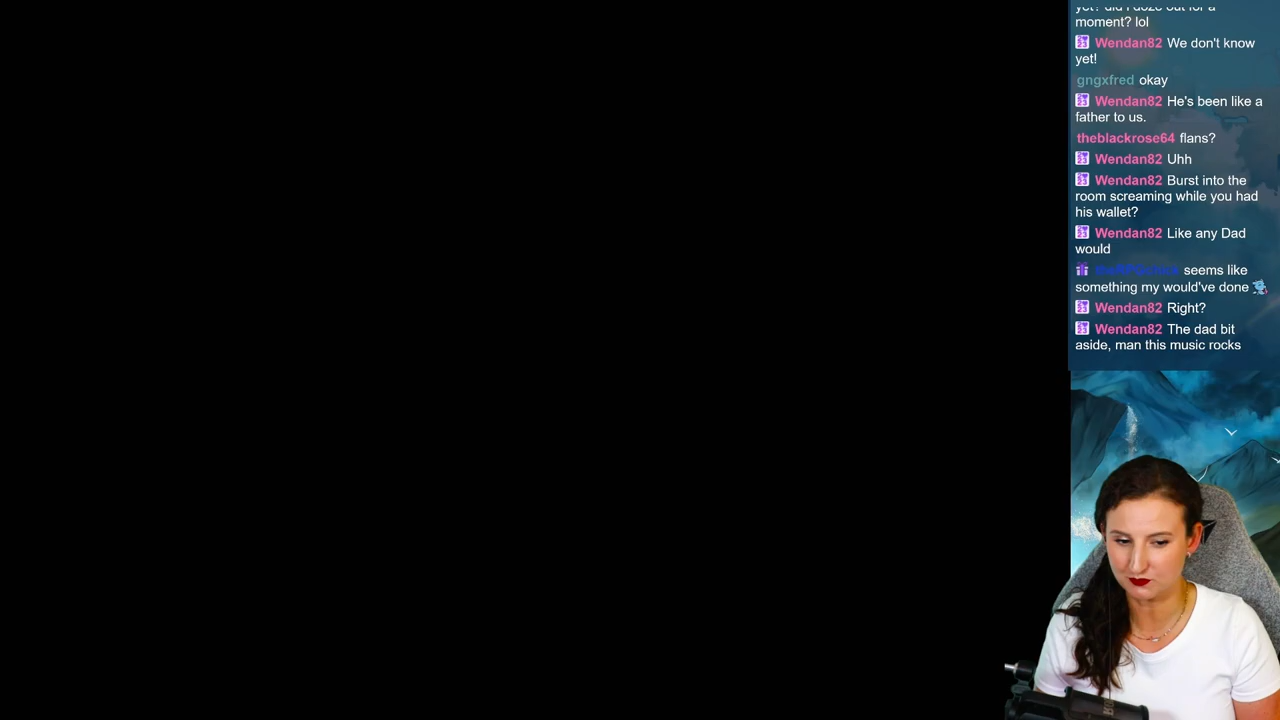 yet? did I doze out for a
moment? lol
Wendan82 We don't know
yet!
gngxfred okay
Wendan82 He's been like a
father to us.
theblackrose64 flans?
Wendan82 Uhh
Wendan82 Burst into the
room screaming while you had
his wallet?
Wendan82 Like any Dad
would
seems like
something my would've done
Wendan82 Right?
Wendan82 The dad bit
aside, man this music rocks